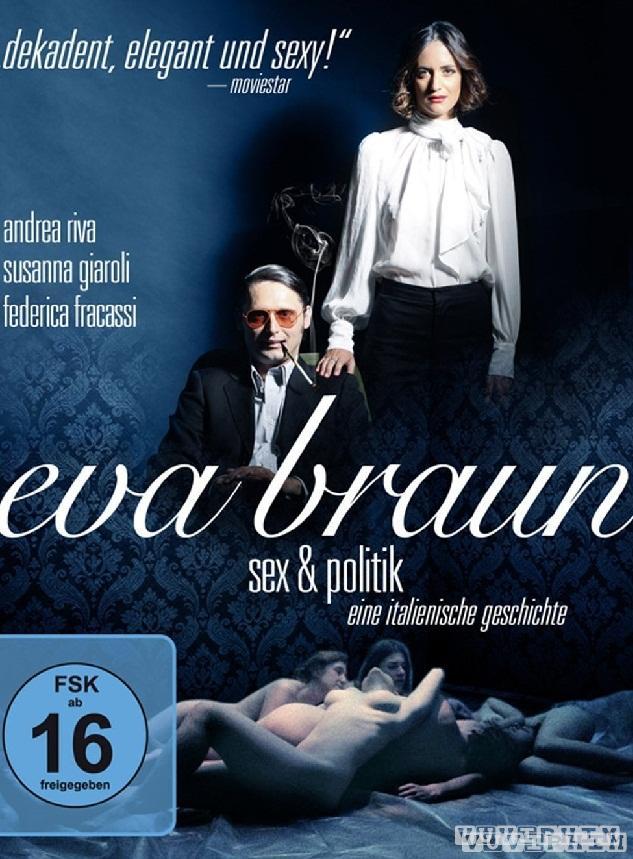 dekadent, elegant und sexy!“
— moviestar
andrea riva
susanna giaroli
federica fracassi
eva braun
sex & politik
eine italienische geschichte
FSK
ab
16
freigegeben